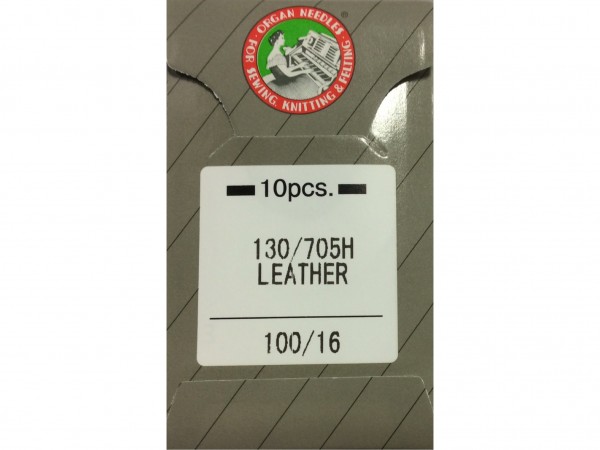 ORGAN NEEDLES
FOR SEWING, KNITTING & FELTING
®
10pcs.
130/705H
LEATHER
100/16